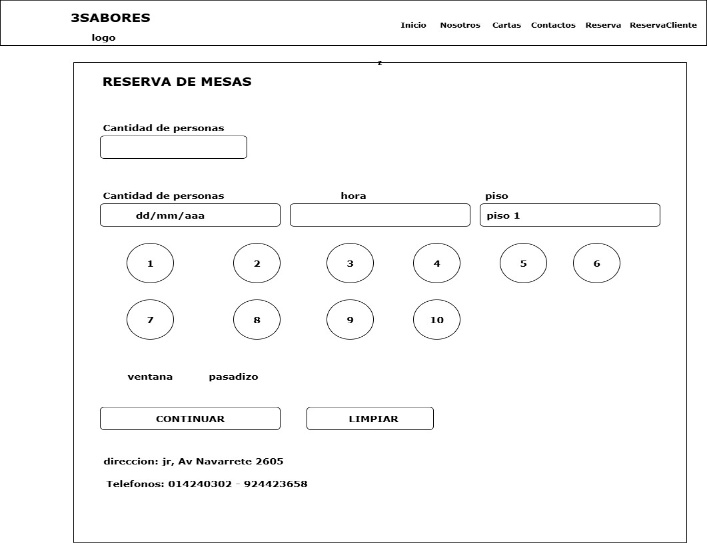 3SABORES
logo
Inicio Nosotros Cartas Contactos Reserva ReservaCliente
z
RESERVA DE MESAS
Cantidad de personas
Cantidad de personas hora piso
dd/mm/aaa piso 1
1 2 3 4 5 6
7 8 9 10
ventana pasadizo
CONTINUAR LIMPIAR
direccion: jr, Av Navarrete 2605
Telefonos: 014240302 - 924423658